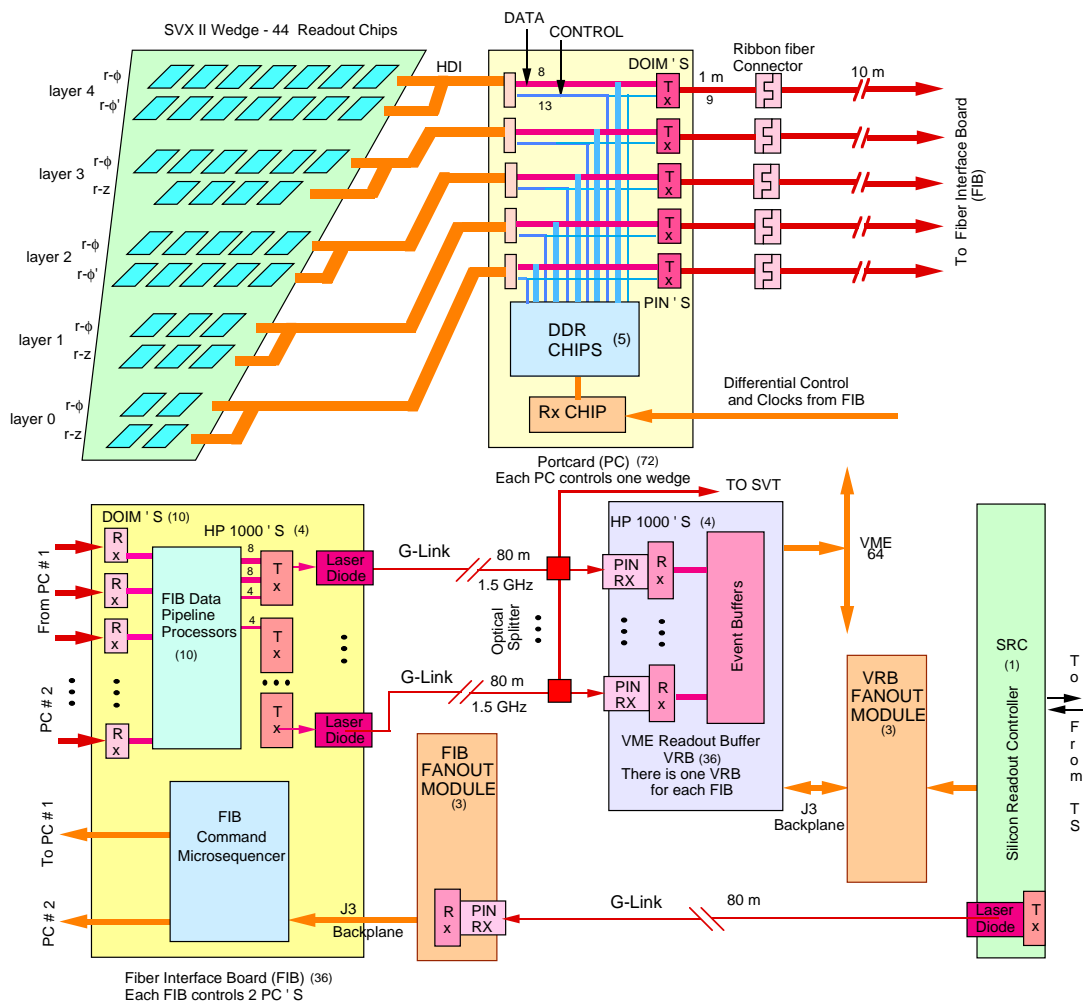 SVX II Wedge - 44 Readout Chips
DATA
CONTROL
HDI
DOIM ' S
Ribbon fiber
Connector
r-ϕ
layer 4
r-ϕ'
8
13
T
x
1 m
9
10 m
r-ϕ
layer 3
r-z
T
x
r-ϕ
layer 2
r-ϕ'
T
x
r-ϕ
layer 1
r-z
T
x
r-ϕ
layer 0
r-z
T
x
PIN ' S
To Fiber Interface Board
(FIB)
DDR
CHIPS (5)
Rx CHIP
Differential Control
and Clocks from FIB
Portcard (PC) (72)
Each PC controls one wedge
TO SVT
DOIM ' S (10)
HP 1000 ' S (4)
From PC # 1
PC # 2
R
x
R
x
R
x
R
x
FIB Data
Pipeline
Processors
(10)
8
8
4
4
T
x
T
x
T
x
Laser
Diode
Laser
Diode
G-Link
80 m
1.5 GHz
G-Link
80 m
1.5 GHz
Optical
Splitter
HP 1000 ' S (4)
PIN
RX
R
x
PIN
RX
R
x
Event Buffers
VME Readout Buffer
VRB (36)
There is one VRB
for each FIB
VME
64
VRB
FANOUT
MODULE
(3)
J3
Backplane
SRC
(1)
Silicon Readout Controller
To
From TS
To PC # 1
PC # 2
FIB
Command
Microsequencer
J3
Backplane
FIB
FANOUT
MODULE
(3)
R
x
PIN
RX
G-Link
80 m
Laser
Diode
T
x
Fiber Interface Board (FIB) (36)
Each FIB controls 2 PC ' S